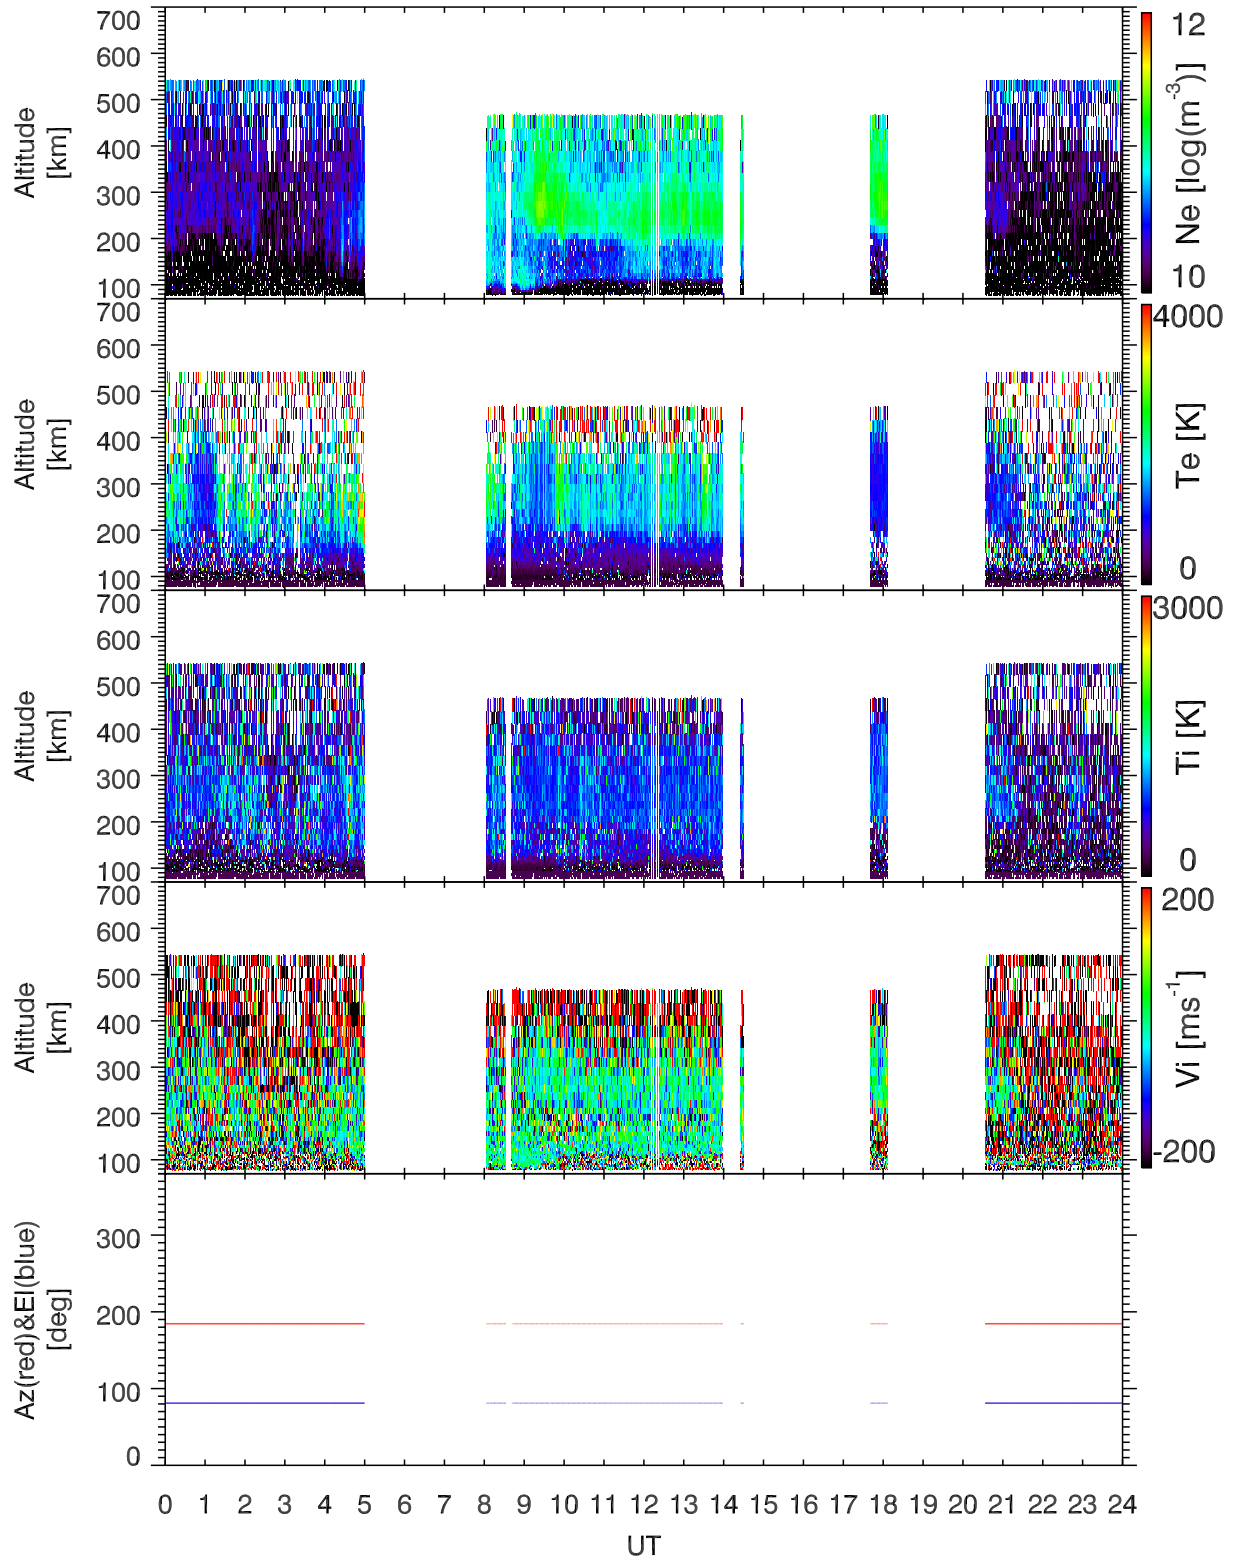 700
600
500
400
300
200
100
Altitude
[km]
12
10
Ne [log(m⁻³)]
700
600
500
400
300
200
100
Altitude
[km]
4000
0
Te [K]
700
600
500
400
300
200
100
Altitude
[km]
3000
0
Ti [K]
700
600
500
400
300
200
100
Altitude
[km]
200
-200
Vi [ms⁻¹]
300
200
100
0
Az(red)&El(blue)
[deg]
0 1 2 3 4 5 6 7 8 9 10 11 12 13 14 15 16 17 18 19 20 21 22 23 24
UT